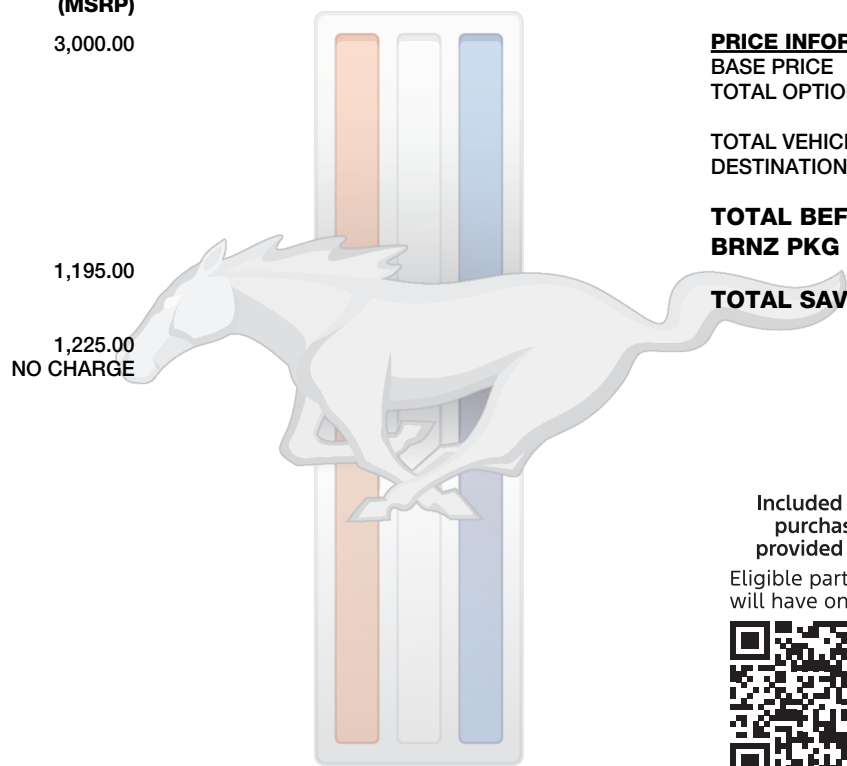 (MSRP)
3,000.00
1,195.00
1,225.00
NO CHARGE
PRICE INFOR
BASE PRICE
TOTAL OPTIO
TOTAL VEHIC
DESTINATION
TOTAL BEF
BRNZ PKG
TOTAL SAV
Included
purchas
provided
Eligible part
will have on